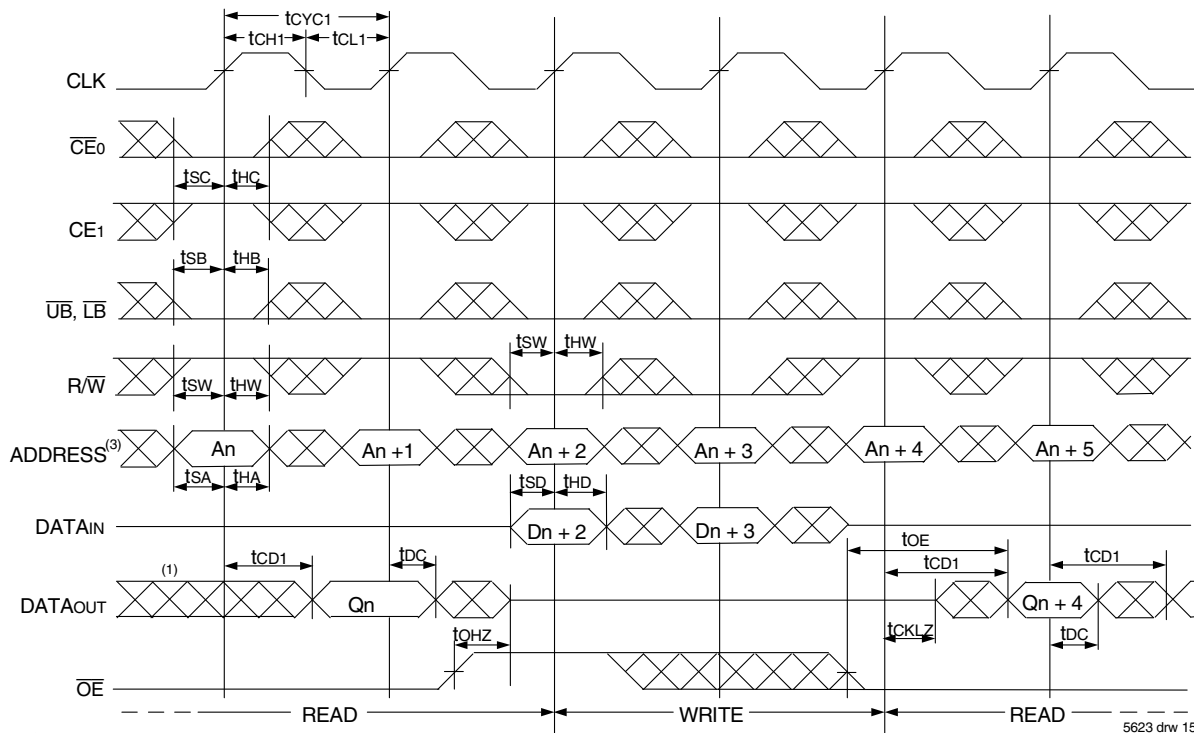 tCYC1
tCH1 tCL1
CLK
CE0
tSC tHC
CE1
tSB tHB
UB, LB
tSW tHW
R/W
tSW tHW
ADDRESS(3) An An +1 An + 2 An + 3 An + 4 An + 5
tSA tHA
tSD tHD
DATAIN Dn + 2 Dn + 3
tOE
tCD1 tDC tCD1 tCD1
(1)
DATAOUT Qn Qn + 4
tOHZ tCKLZ tDC
OE
READ WRITE READ
5623 drw 15